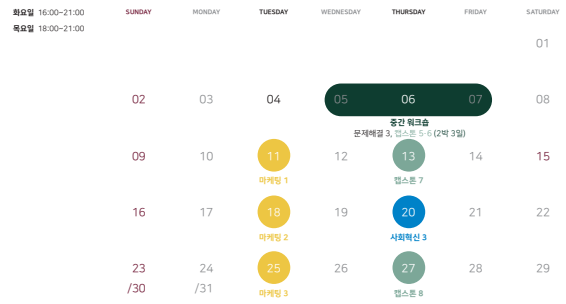 화요일 16:00~21:00 SUNDAY MONDAY TUESDAY WEDNESDAY THURSDAY FRIDAY SATURDAY
목요일 18:00~21:00
01
02 03 04 05 06 07 08
중간 워크숍
문제해결 3, 캡스톤 5-6 (2박 3일)
09 10 11 12 13 14 15
마케팅 1 캡스톤 7
16 17 18 19 20 21 22
마케팅 2 사회혁신 3
23 24 25 26 27 28 29
/30 /31 마케팅 3 캡스톤 8